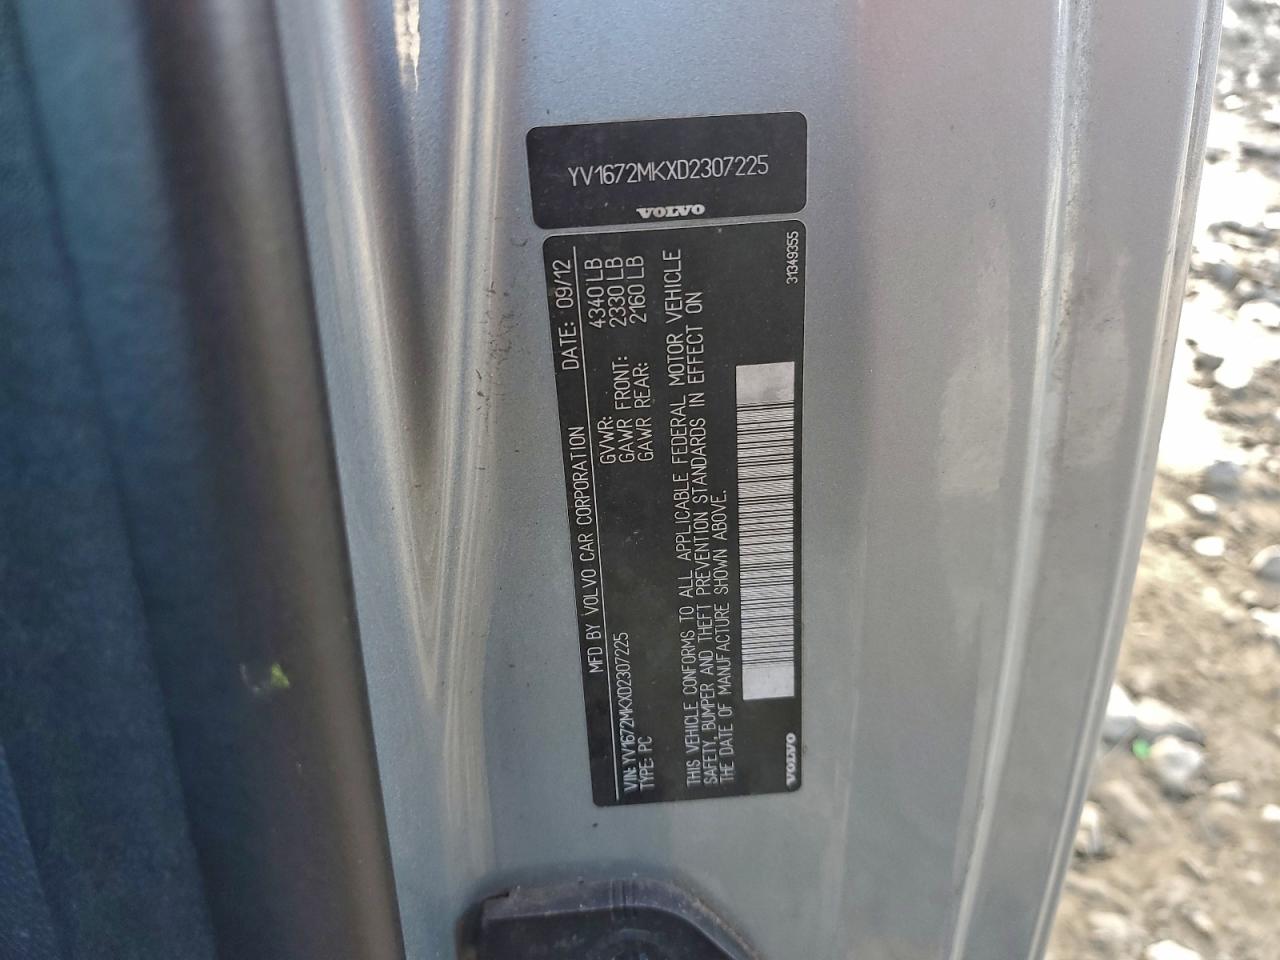 YV1672MKXD2307225
VOLVO
MFD BY VOLVO CAR CORPORATION DATE: 09/12
VIN: YV1672MKXD2307225 GVWR: 4340 LB
TYPE: PC GAWR FRONT: 2330 LB
GAWR REAR: 2160 LB
THIS VEHICLE CONFORMS TO ALL APPLICABLE FEDERAL MOTOR VEHICLE
SAFETY, BUMPER AND THEFT PREVENTION STANDARDS IN EFFECT ON
THE DATE OF MANUFACTURE SHOWN ABOVE.
VOLVO
31349355